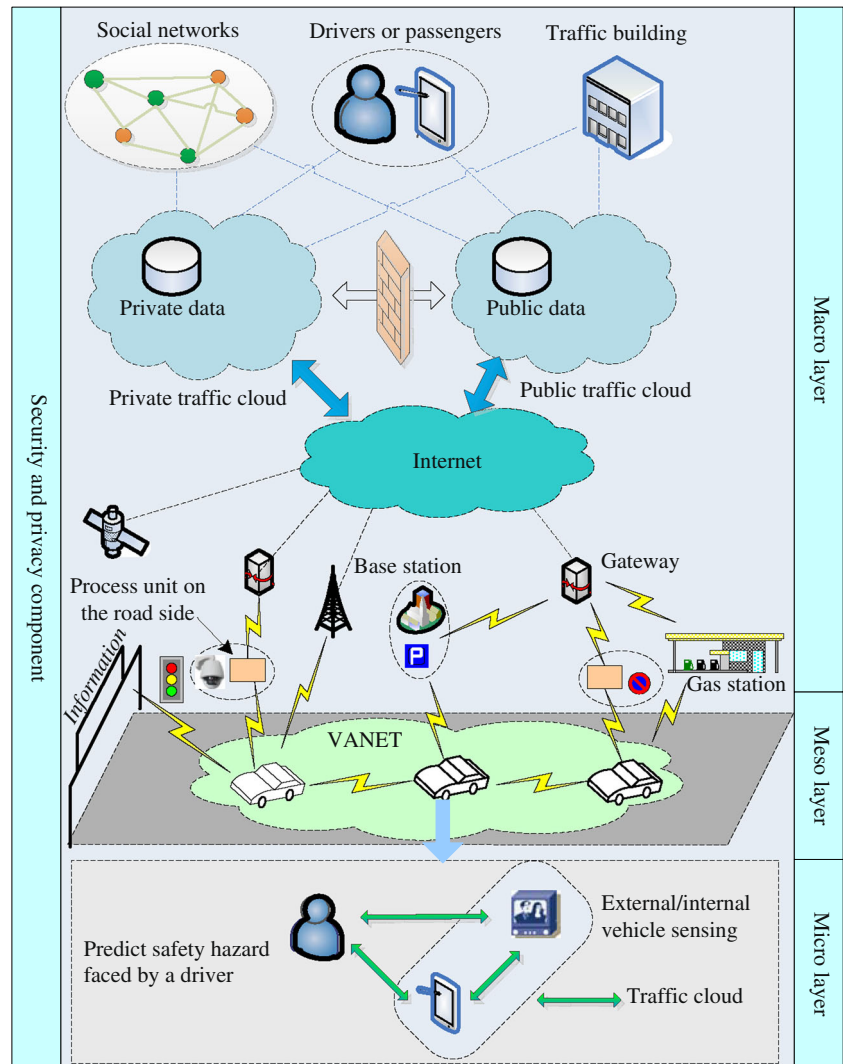 Social networks
Drivers or passengers
Traffic building
Private data
Public data
Private traffic cloud
Public traffic cloud
Internet
Macro layer
Security and privacy component
Process unit on
the road side
Base station
Gateway
P
Information
Gas station
VANET
Meso layer
Predict safety hazard
faced by a driver
External/internal
vehicle sensing
Traffic cloud
Micro layer